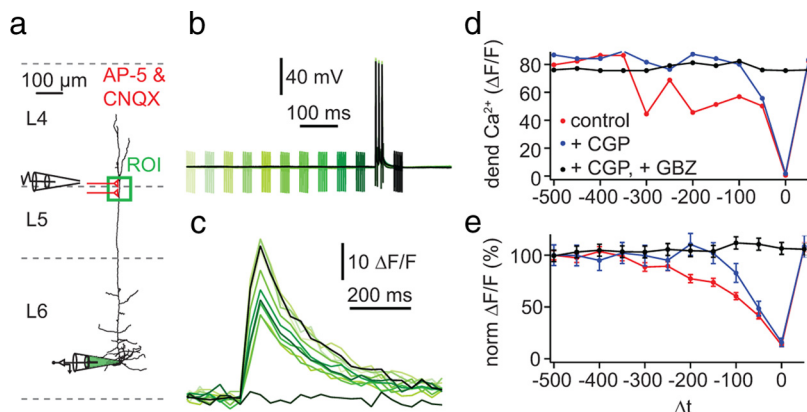 a
100 µm
AP-5 &
CNQX
L4
ROI
L5
L6
b
40 mV
100 ms
c
10 ΔF/F
200 ms
d
dend Ca²⁺ (ΔF/F)
80
60
40
20
0
control
+ CGP
+ CGP, + GBZ
-500 -400 -300 -200 -100 0
e
norm ΔF/F (%)
100
50
0
-500 -400 -300 -200 -100 0
Δt